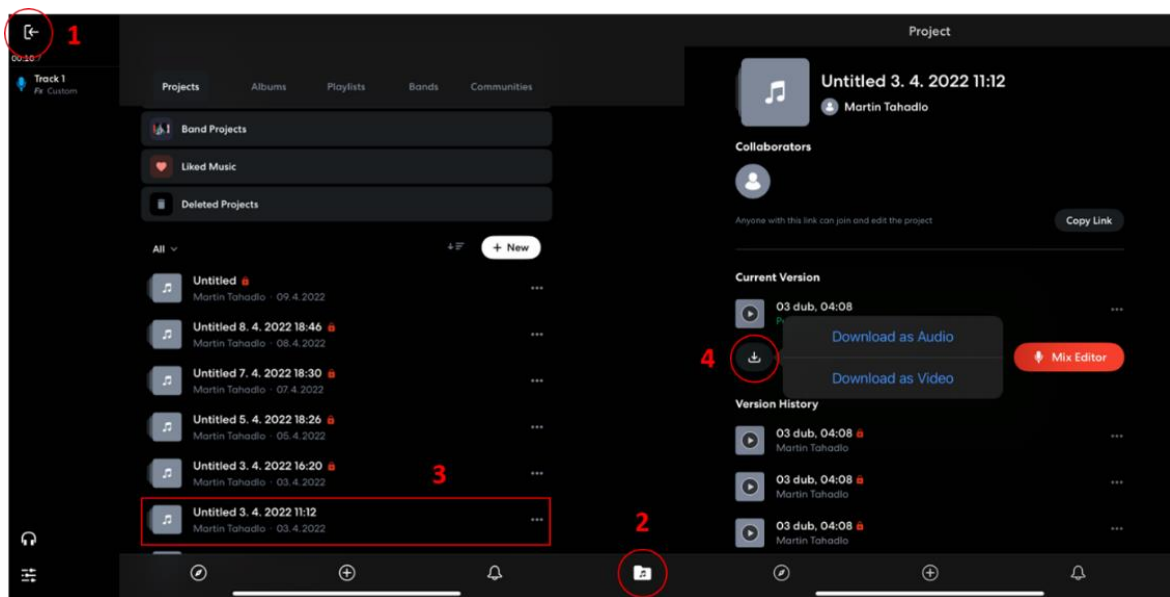 1
00:10.9
Track 1
Fx Custom
Projects Albums Playlists Bands Communities
Band Projects
Liked Music
Deleted Projects
All
+ New
Untitled
Martin Tahadlo · 09.4.2022
Untitled 8. 4. 2022 18:46
Martin Tahadlo · 08.4.2022
Untitled 7. 4. 2022 18:30
Martin Tahadlo · 07.4.2022
Untitled 5. 4. 2022 18:26
Martin Tahadlo · 05.4.2022
Untitled 3. 4. 2022 16:20
Martin Tahadlo · 03.4.2022
3
Untitled 3. 4. 2022 11:12
Martin Tahadlo · 03.4.2022
2
Project
Untitled 3. 4. 2022 11:12
Martin Tahadlo
Collaborators
Anyone with this link can join and edit the project
Copy Link
Current Version
03 dub, 04:08
Download as Audio
4
Mix Editor
Download as Video
Version History
03 dub, 04:08
Martin Tahadlo
03 dub, 04:08
Martin Tahadlo
03 dub, 04:08
Martin Tahadlo